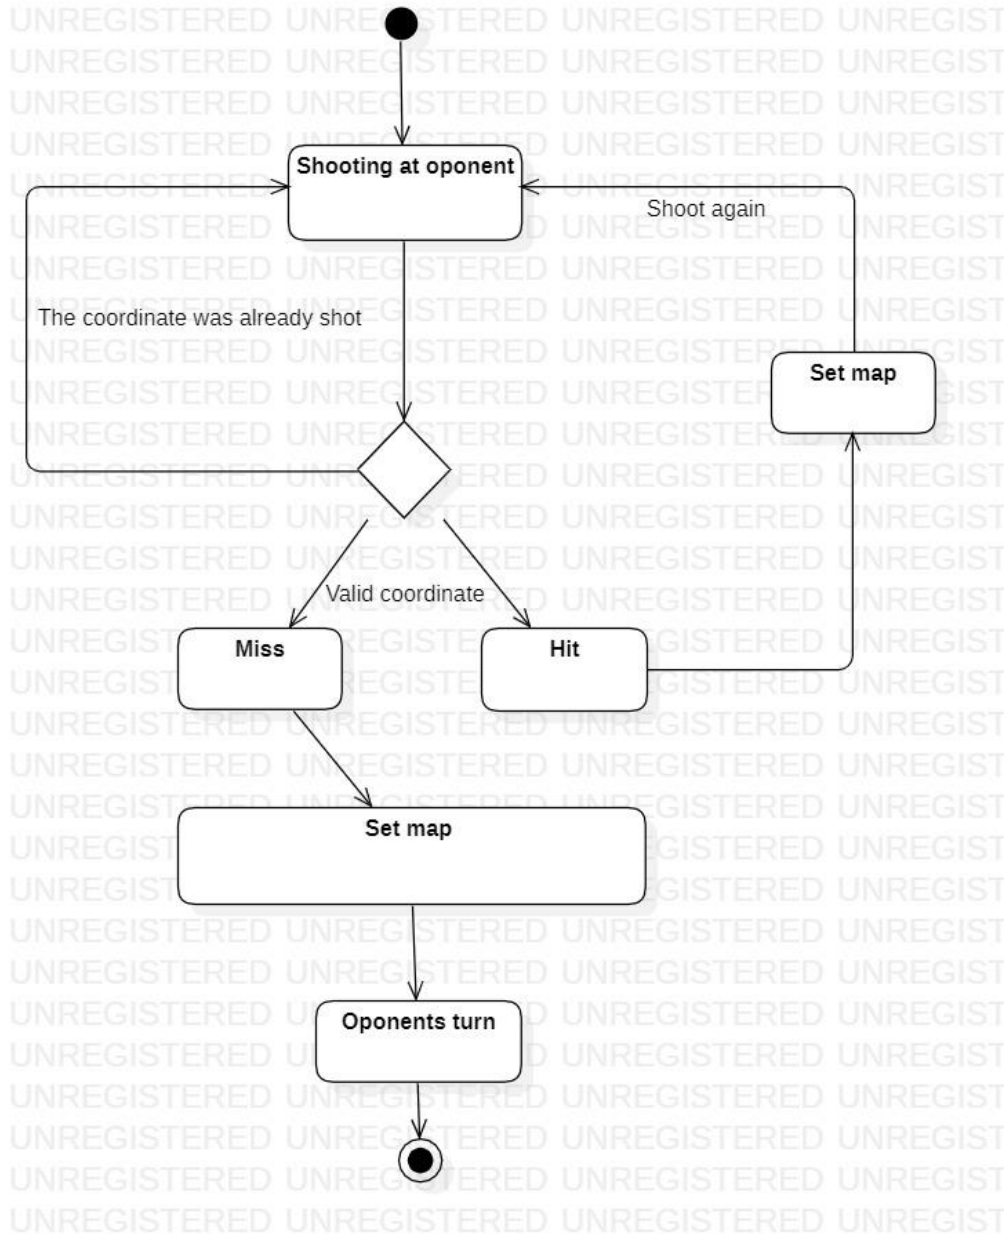 Shooting at oponent
Shoot again
The coordinate was already shot
Set map
Valid coordinate
Miss
Hit
Set map
Oponents turn
UNREGISTERED